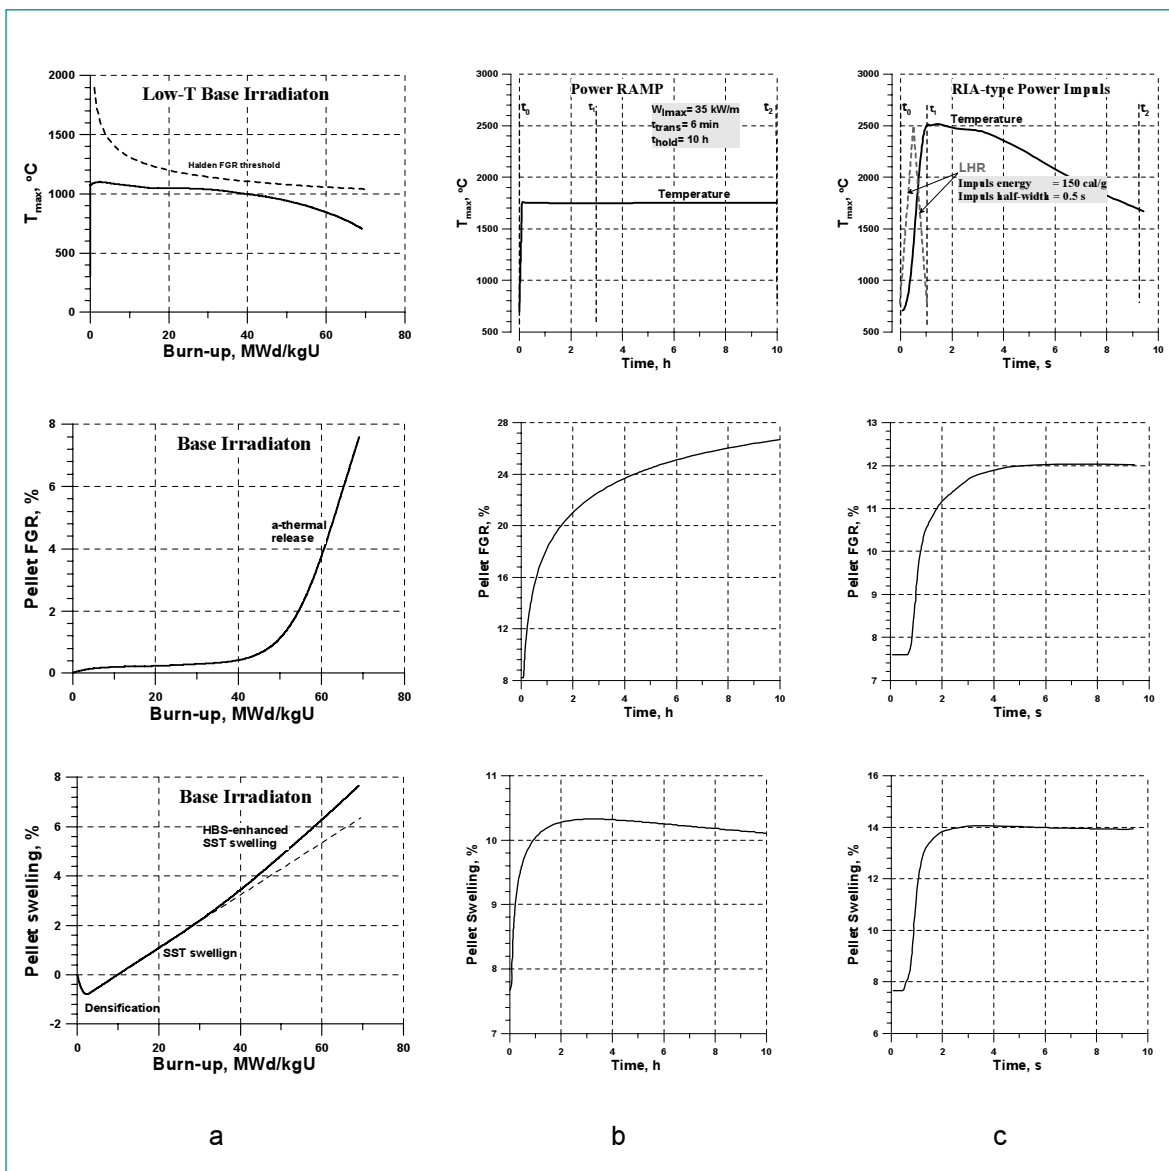 Low-T Base Irradiaton
Halden FGR threshold
Tmax, ºC
2000
1500
1000
500
0
0 20 40 60 80
Burn-up, MWd/kgU
Power RAMP
t0 t1 t2
Wlmax= 35 kW/m
τtrans= 6 min
τhold= 10 h
Temperature
Tmax, ºC
3000
2500
2000
1500
1000
500
0 2 4 6 8 10
Time, h
RIA-type Power Impuls
t0 t1 t2
Temperature
LHR
Impuls energy = 150 cal/g
Impuls half-width = 0.5 s
Tmax, ºC
3000
2500
2000
1500
1000
500
0 2 4 6 8 10
Time, s
Base Irradiaton
a-thermal
release
Pellet FGR, %
8
6
4
2
0
0 20 40 60 80
Burn-up, MWd/kgU
Pellet FGR, %
28
24
20
16
12
8
0 2 4 6 8 10
Time, h
Pellet FGR, %
13
12
11
10
9
8
7
0 2 4 6 8 10
Time, s
Base Irradiaton
HBS-enhanced
SST swelling
SST swellign
Densification
Pellet swelling, %
8
6
4
2
0
-2
0 20 40 60 80
Burn-up, MWd/kgU
Pellet Swelling, %
11
10
9
8
7
0 2 4 6 8 10
Time, h
Pellet Swelling, %
16
14
12
10
8
6
0 2 4 6 8 10
Time, s
a b c